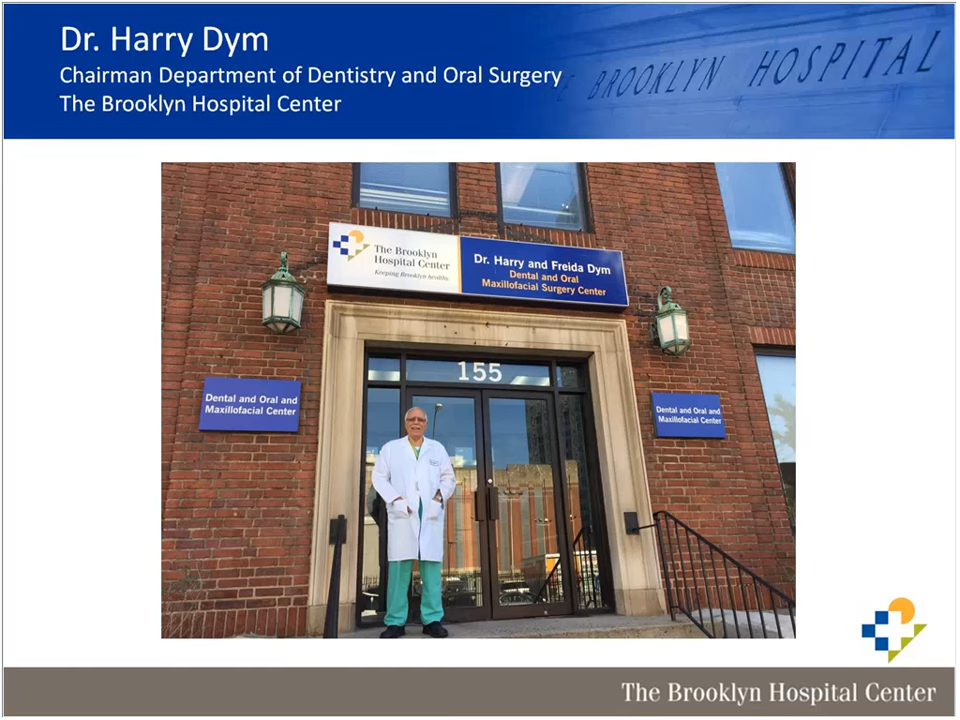 Dr. Harry Dym
Chairman Department of Dentistry and Oral Surgery
The Brooklyn Hospital Center
BROOKLYN HOSPITAL
The Brooklyn
Hospital Center
Keeping Brooklyn healthy.
Dr. Harry and Freida Dym
Dental and Oral
Maxillofacial Surgery Center
155
Dental and Oral and
Maxillofacial Center
Dental and Oral and
Maxillofacial Center
The Brooklyn Hospital Center